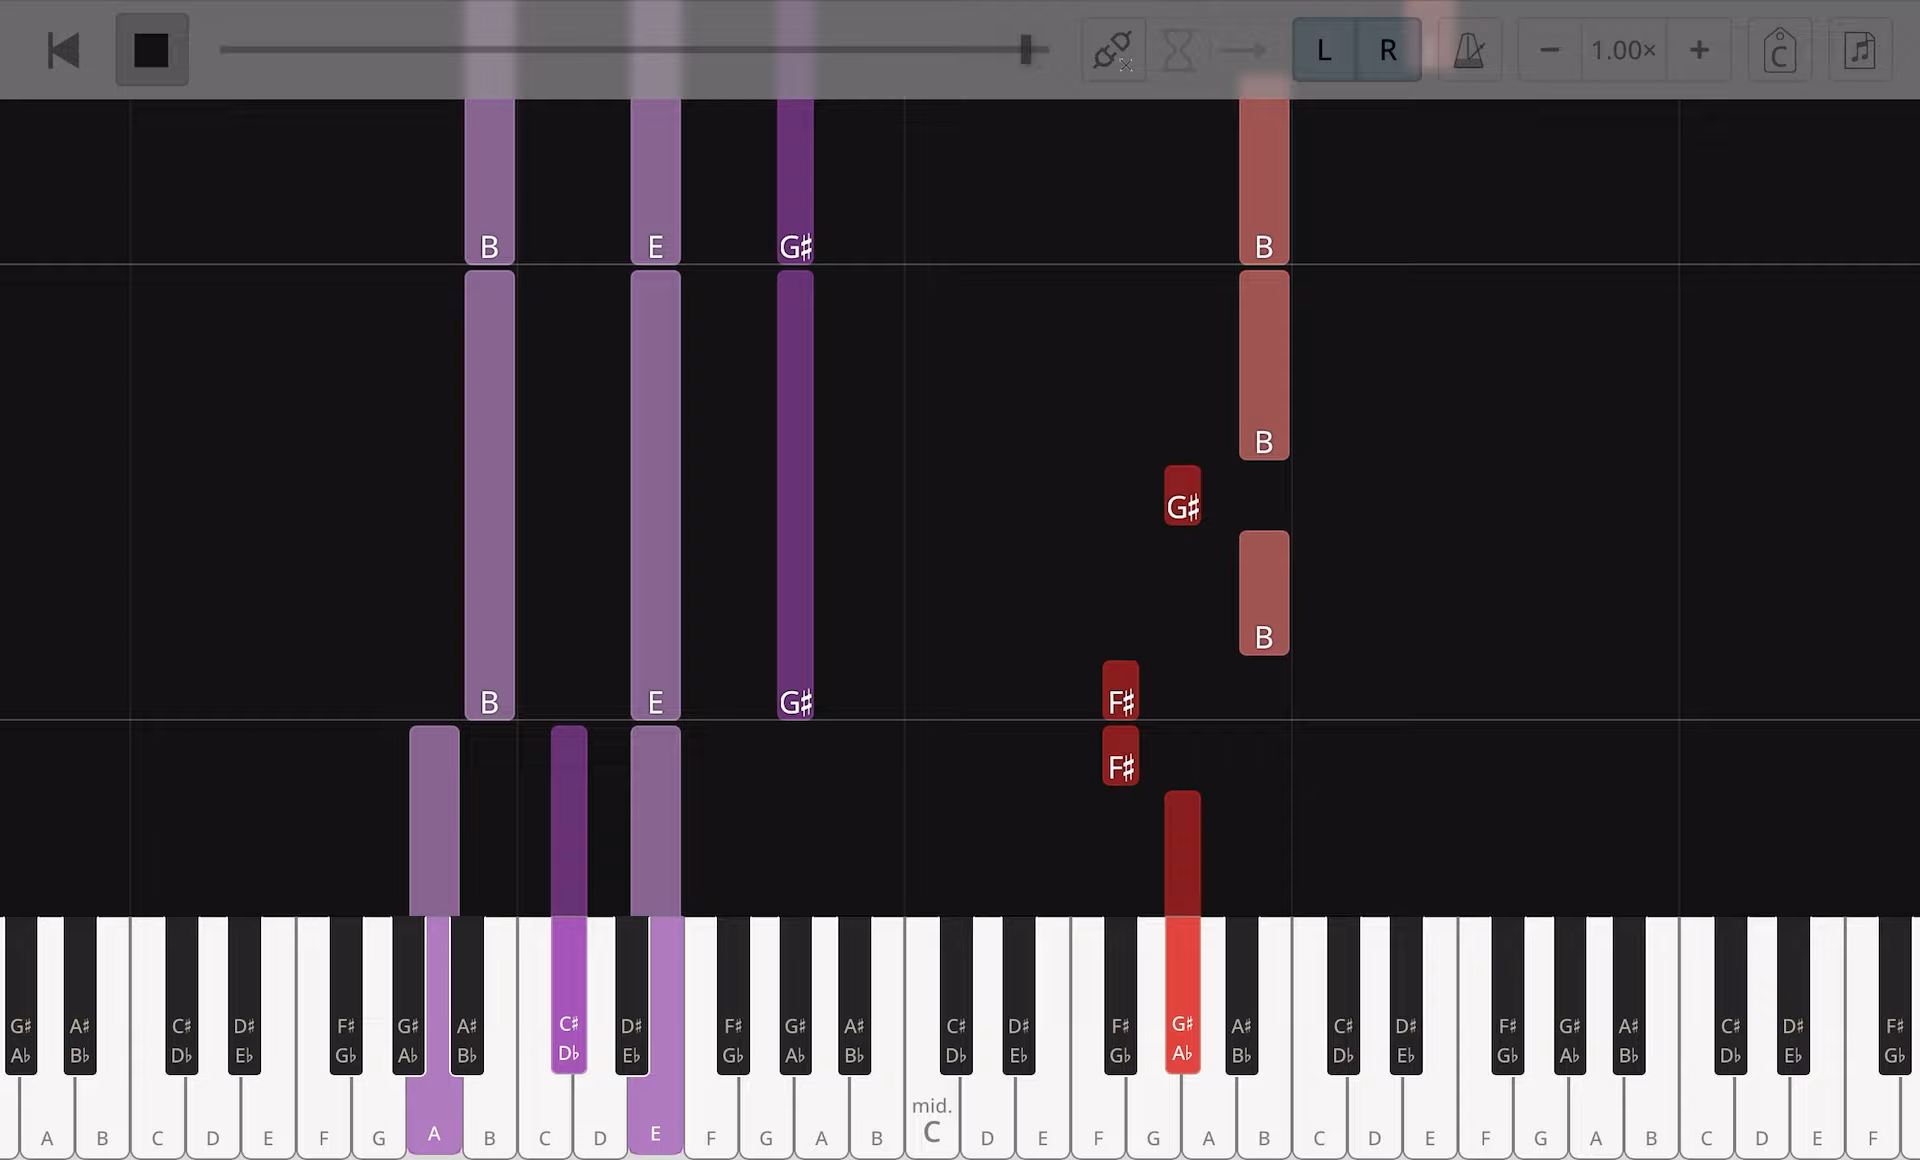 L R − 1.00× + C
B E G♯ B
B
G♯
B
B E G♯ F♯
F♯
G♯ A♯ C♯ D♯ F♯ G♯ A♯ C♯ D♯ F♯ G♯ A♯ C♯ D♯ F♯ G♯ A♯ C♯ D♯ F♯ G♯ A♯ C♯ D♯ F♯
A♭ B♭ D♭ E♭ G♭ A♭ B♭ D♭ E♭ G♭ A♭ B♭ D♭ E♭ G♭ A♭ B♭ D♭ E♭ G♭ A♭ B♭ D♭ E♭ G♭
mid.
A B C D E F G A B C D E F G A B C D E F G A B C D E F G A B C D E F